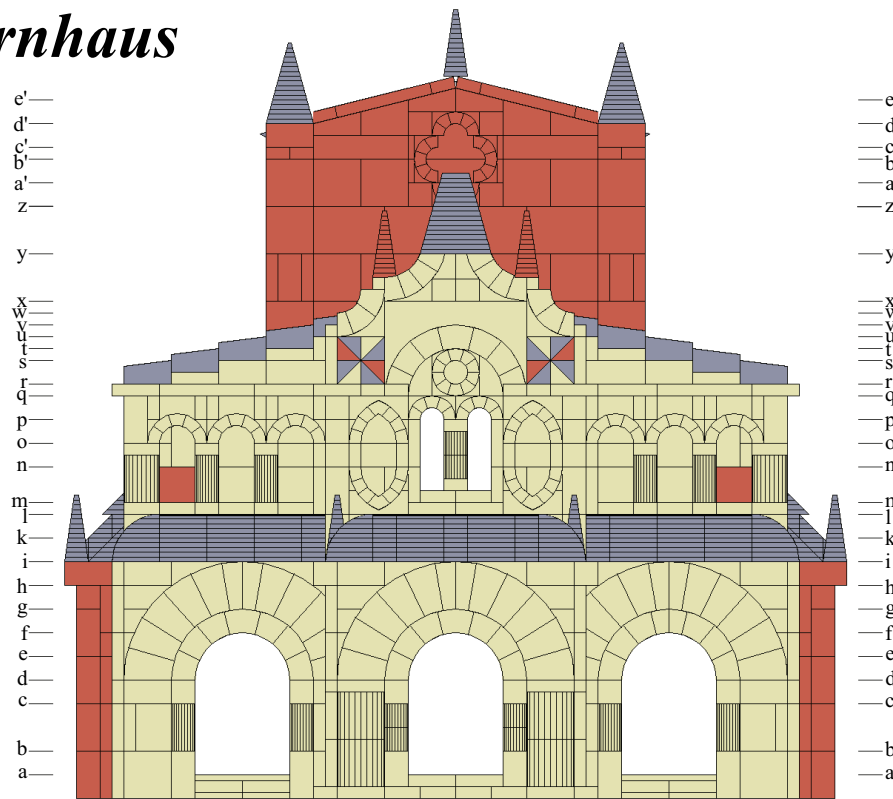 rnhaus
e' e
d' d
c' c
b' b
a' a
z z
y y
x x
w w
v v
u u
t t
s s
r r
q q
p p
o o
n n
m m
l l
k k
i i
h h
g g
f f
e e
d d
c c
b b
a a